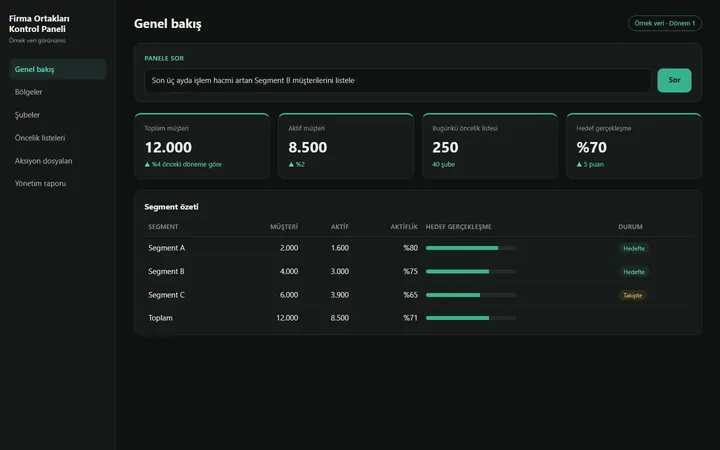 Firma Ortakları
Kontrol Paneli
Örnek veri görünümü
Genel bakış
Bölgeler
Şubeler
Öncelik listeleri
Aksiyon dosyaları
Yönetim raporu
Genel bakış
Örnek veri · Dönem 1
PANELE SOR
Son üç ayda işlem hacmi artan Segment B müşterilerini listele
Sor
Toplam müşteri
12.000
▲ %4 önceki döneme göre
Aktif müşteri
8.500
▲ %2
Bugünkü öncelik listesi
250
40 şube
Hedef gerçekleşme
%70
▲ 5 puan
Segment özeti
SEGMENT MÜŞTERİ AKTİF AKTİFLİK HEDEF GERÇEKLEŞME DURUM
Segment A 2.000 1.600 %80 Hedefte
Segment B 4.000 3.000 %75 Hedefte
Segment C 6.000 3.900 %65 Takipte
Toplam 12.000 8.500 %71